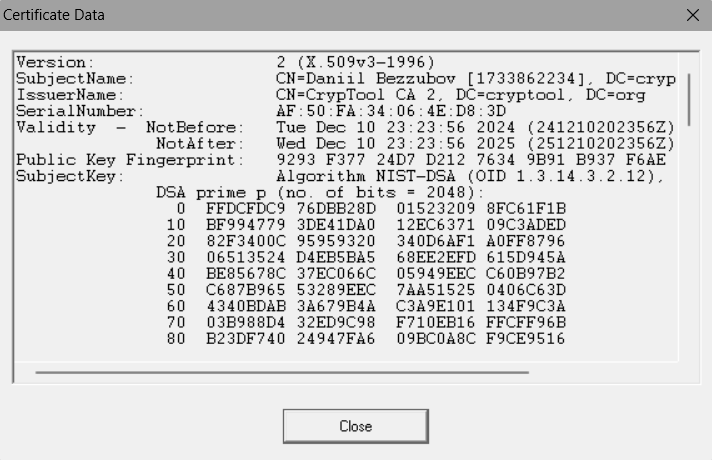 Certificate Data
Version: 2 (X.509v3-1996)
SubjectName: CN=Daniil Bezzubov [1733862234], DC=cryp
IssuerName: CN=CrypTool CA 2, DC=cryptool, DC=org
SerialNumber: AF:50:FA:34:06:4E:D8:3D
Validity - NotBefore: Tue Dec 10 23:23:56 2024 (241210202356Z)
NotAfter: Wed Dec 10 23:23:56 2025 (251210202356Z)
Public Key Fingerprint: 9293 F377 24D7 D212 7634 9B91 B937 F6AE
SubjectKey: Algorithm NIST-DSA (OID 1.3.14.3.2.12),
DSA prime p (no. of bits = 2048):
0 FFDCFDC9 76DBB28D 01523209 8FC61F1B
10 BF994779 3DE41DA0 12EC6371 09C3ADED
20 82F3400C 95959320 340D6AF1 A0FF8796
30 06513524 D4EB5BA5 68EE2EFD 615D945A
40 BE85678C 37EC066C 05949EEC C60B97B2
50 C687B965 53289EEC 7AA51525 0406C63D
60 4340BDAB 3A679B4A C3A9E101 134F9C3A
70 03B988D4 32ED9C98 F710EB16 FFCFF96B
80 B23DF740 24947FA6 09BC0A8C F9CE9516
Close